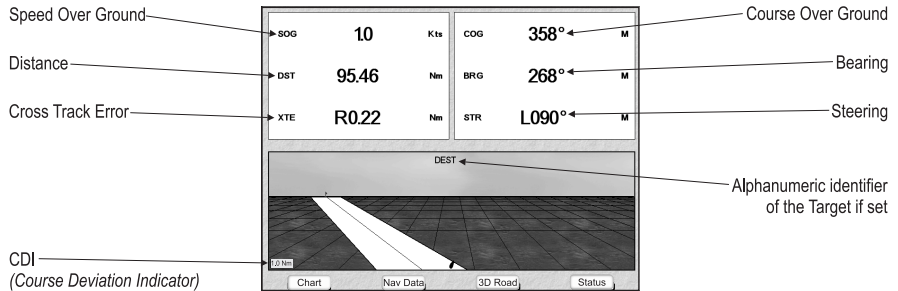 Speed Over Ground
Course Over Ground
SOG 1.0 Kts
COG 358° M
Distance
Bearing
DST 95.46 Nm
BRG 268° M
Cross Track Error
Steering
XTE R0.22 Nm
STR L090° M
DEST
Alphanumeric identifier
of the Target if set
CDI
(Course Deviation Indicator)
1.0 Nm
Chart
Nav Data
3D Road
Status